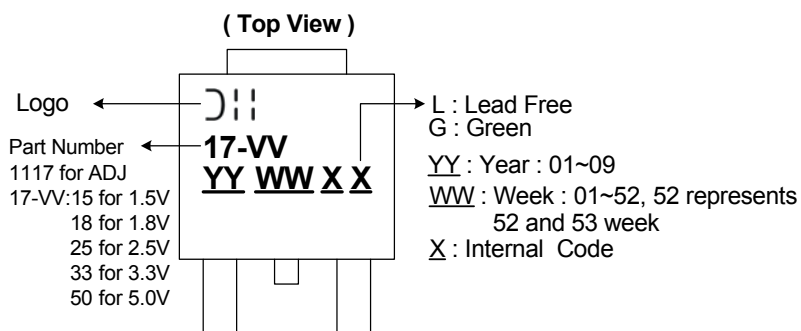 ( Top View )
Logo
Part Number
1117 for ADJ
17-VV:15 for 1.5V
18 for 1.8V
25 for 2.5V
33 for 3.3V
50 for 5.0V
17-VV
YY WW X X
L : Lead Free
G : Green
YY : Year : 01~09
WW : Week : 01~52, 52 represents
52 and 53 week
X : Internal Code